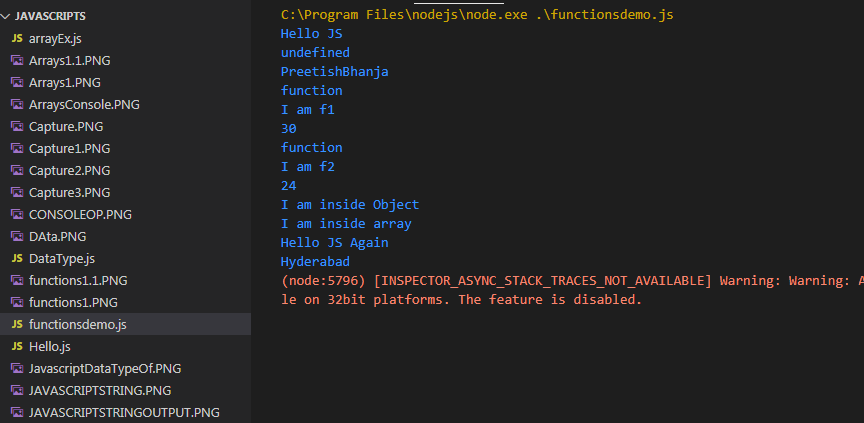 JAVASCRIPTS
JS arrayEx.js
Arrays1.1.PNG
Arrays1.PNG
ArraysConsole.PNG
Capture.PNG
Capture1.PNG
Capture2.PNG
Capture3.PNG
CONSOLEOP.PNG
DAta.PNG
JS DataType.js
functions1.1.PNG
functions1.PNG
JS functionsdemo.js
JS Hello.js
JavascriptDataTypeOf.PNG
JAVASCRIPTSTRING.PNG
JAVASCRIPTSTRINGOUTPUT.PNG
C:\Program Files\nodejs\node.exe .\functionsdemo.js
Hello JS
undefined
PreetishBhanja
function
I am f1
30
function
I am f2
24
I am inside Object
I am inside array
Hello JS Again
Hyderabad
(node:5796) [INSPECTOR_ASYNC_STACK_TRACES_NOT_AVAILABLE] Warning: Warning: A
le on 32bit platforms. The feature is disabled.